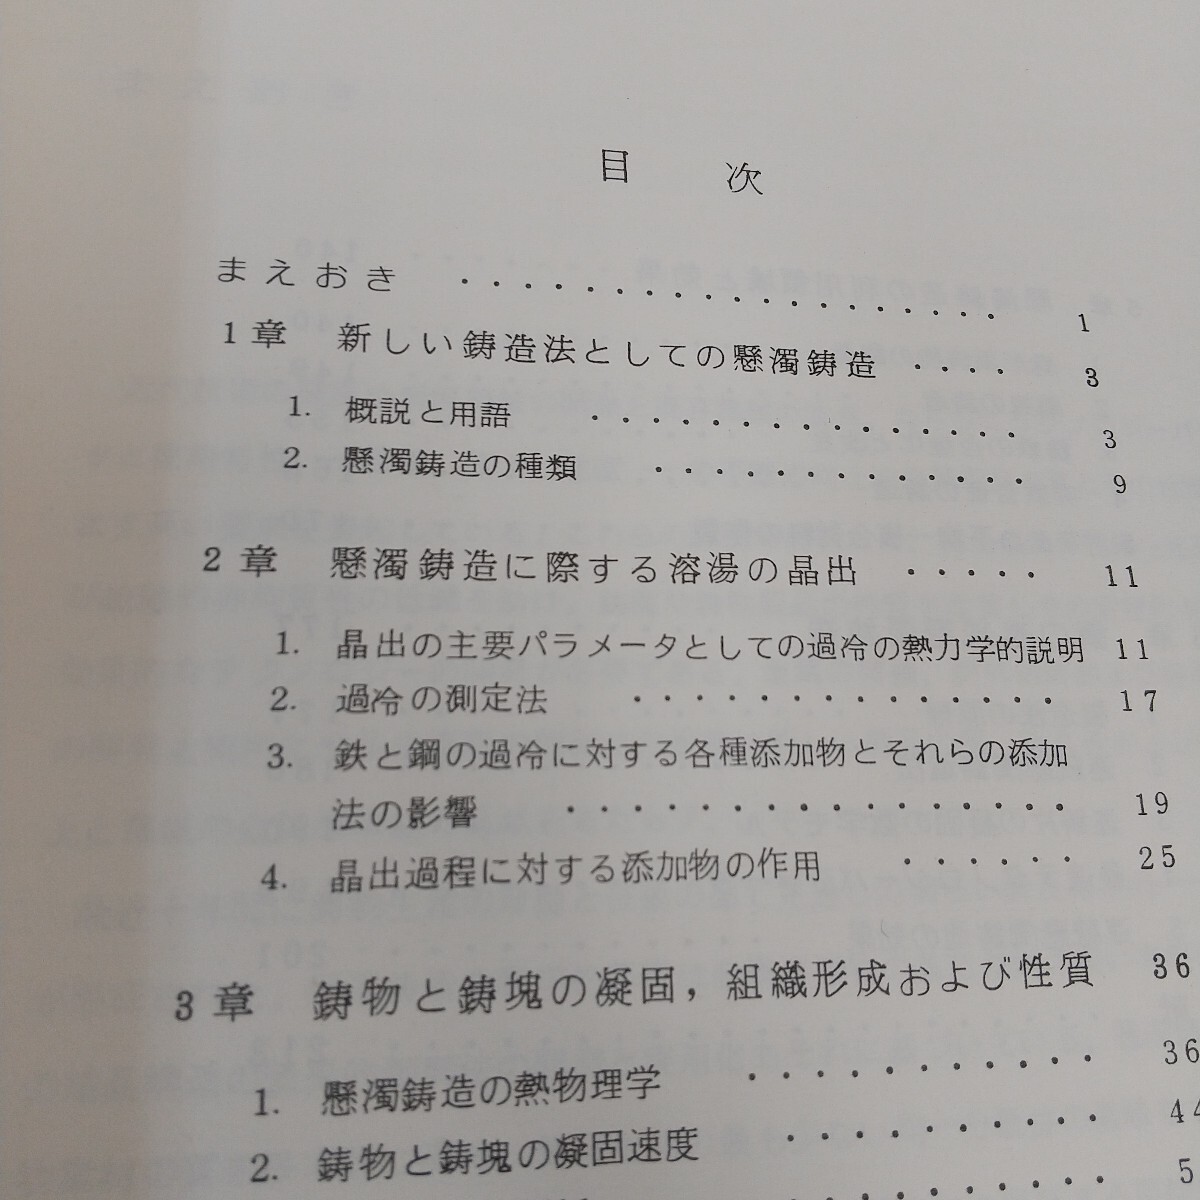 目 次
まえおき ・・・・・・・・・・・・・・・・・・ 1
1章 新しい鋳造法としての懸濁鋳造 ・・・・ 3
1. 概説と用語 ・・・・・・・・・・・・・・ 3
2. 懸濁鋳造の種類 ・・・・・・・・・・・・・ 9
2章 懸濁鋳造に際する溶湯の晶出 ・・・・・ 11
1. 晶出の主要パラメータとしての過冷の熱力学的説明 11
2. 過冷の測定法 ・・・・・・・・・・・・・・ 17
3. 鉄と鋼の過冷に対する各種添加物とそれらの添加
法の影響 ・・・・・・・・・・・・・・・・ 19
4. 晶出過程に対する添加物の作用 ・・・・・・ 25
3章 鋳物と鋳塊の凝固，組織形成および性質 36
1. 懸濁鋳造の熱物理学 ・・・・・・・・・・・ 36
2. 鋳物と鋳塊の凝固速度 ・・・・・・・・・・ 44